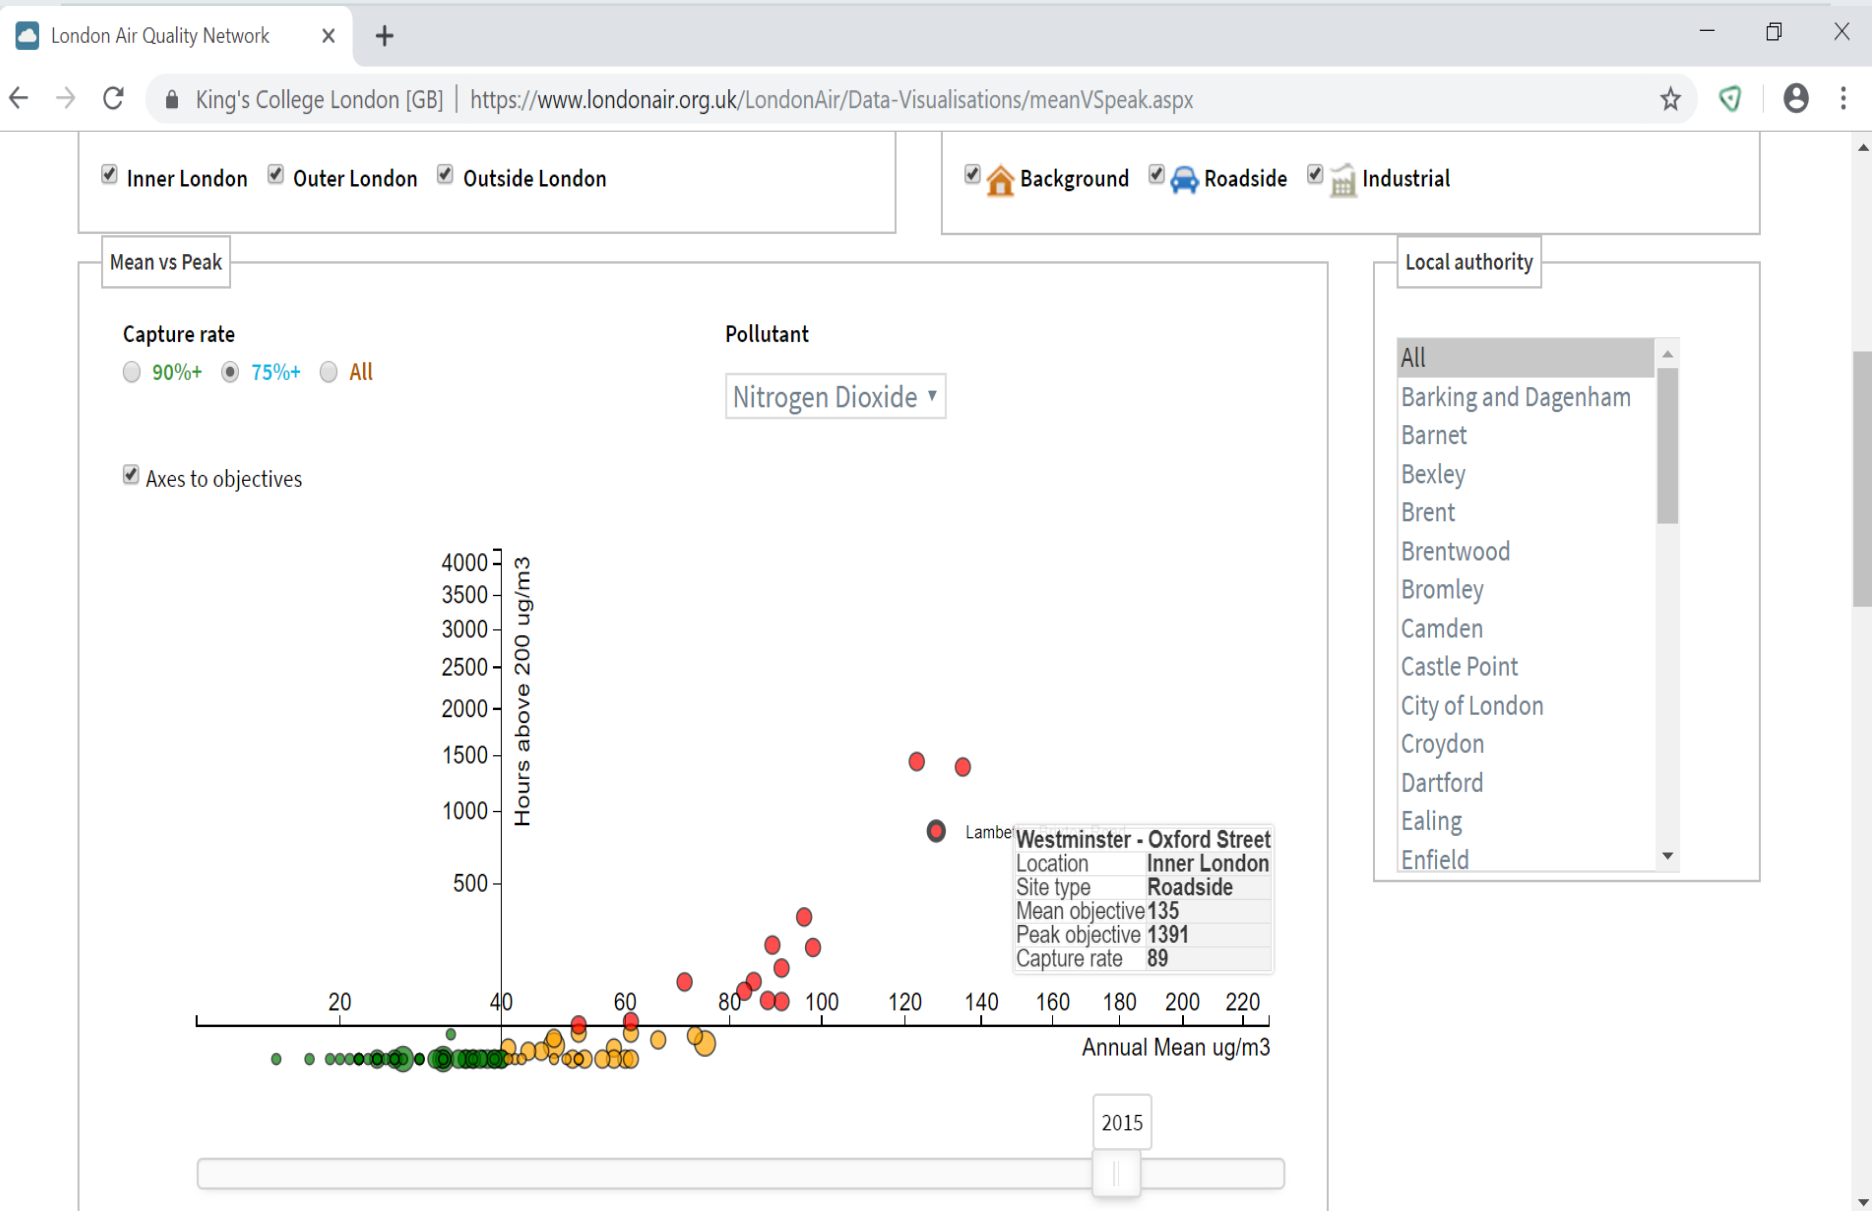 London Air Quality Network
King's College London [GB] | https://www.londonair.org.uk/LondonAir/Data-Visualisations/meanVSpeak.aspx
Inner London Outer London Outside London
Background Roadside Industrial
Mean vs Peak
Local authority
Capture rate
90%+ 75%+ All
Pollutant
Nitrogen Dioxide
Axes to objectives
4000
3500
3000
2500
2000
1500
1000
500
Hours above 200 ug/m3
Lambe
Westminster - Oxford Street
Location Inner London
Site type Roadside
Mean objective 135
Peak objective 1391
Capture rate 89
20 40 60 80 100 120 140 160 180 200 220
Annual Mean ug/m3
2015
All
Barking and Dagenham
Barnet
Bexley
Brent
Brentwood
Bromley
Camden
Castle Point
City of London
Croydon
Dartford
Ealing
Enfield